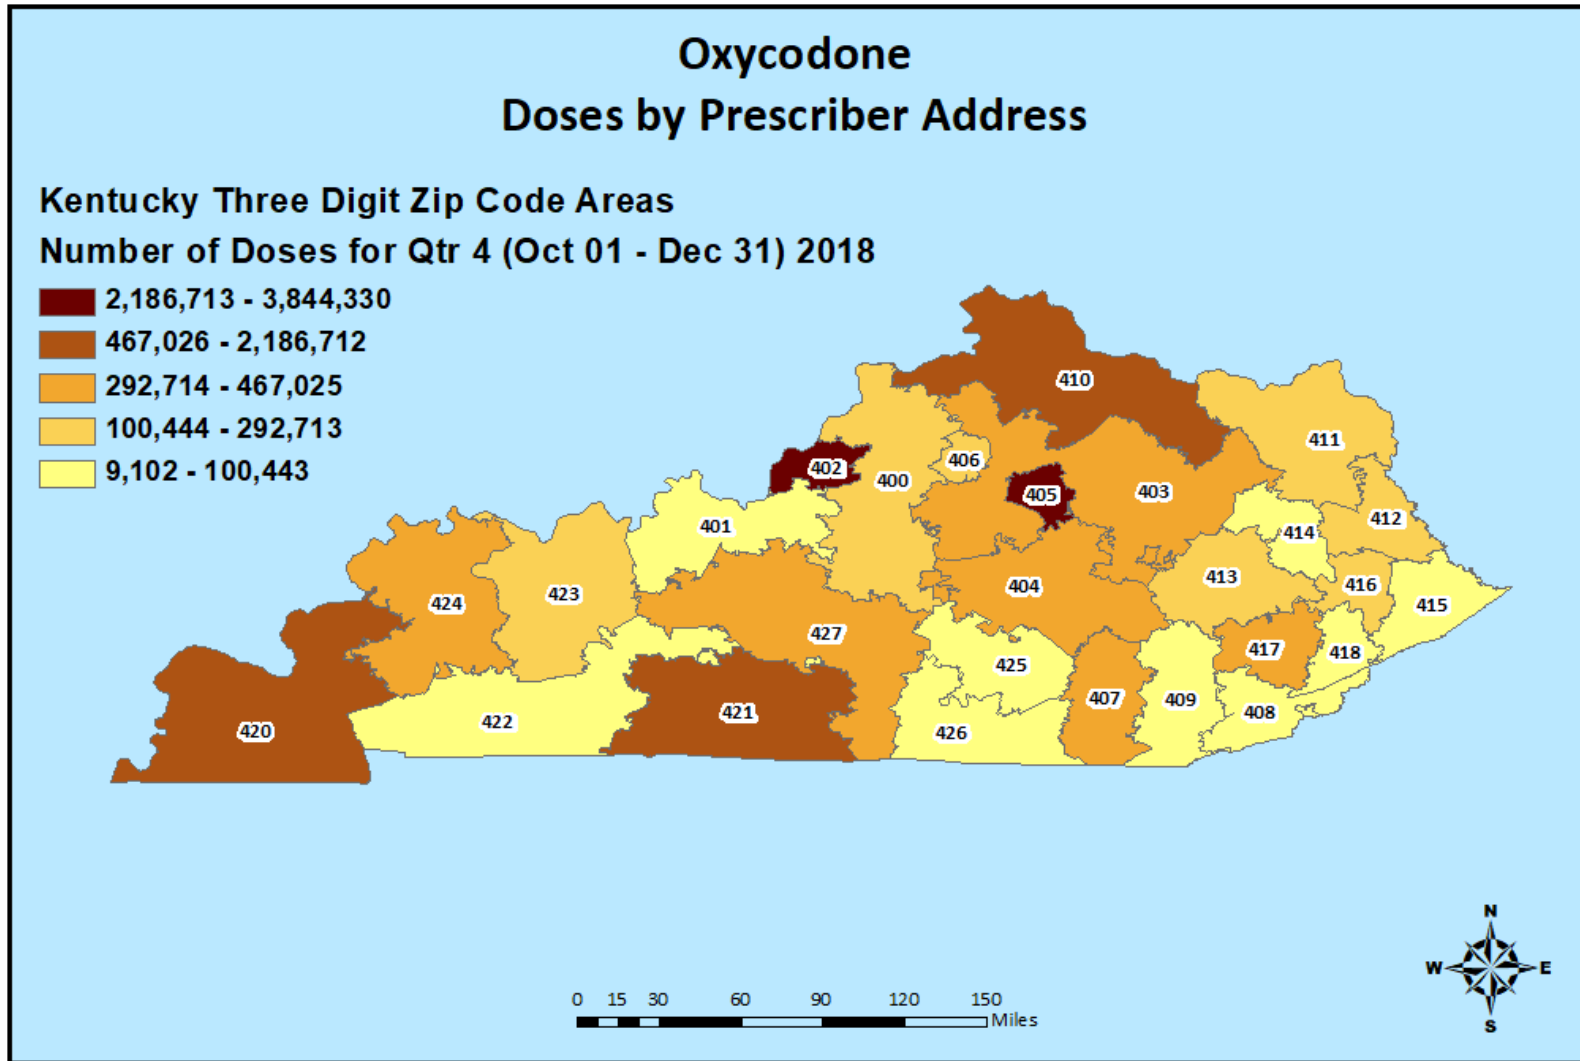 Oxycodone
Doses by Prescriber Address
Kentucky Three Digit Zip Code Areas
Number of Doses for Qtr 4 (Oct 01 - Dec 31) 2018
2,186,713 - 3,844,330
467,026 - 2,186,712
292,714 - 467,025
100,444 - 292,713
9,102 - 100,443
410
411
406
402
400
405
403
401
412
414
413
416
404
423
424
415
427
417
418
425
407
409
408
421
422
420
426
N
W E
S
0 15 30 60 90 120 150
Miles